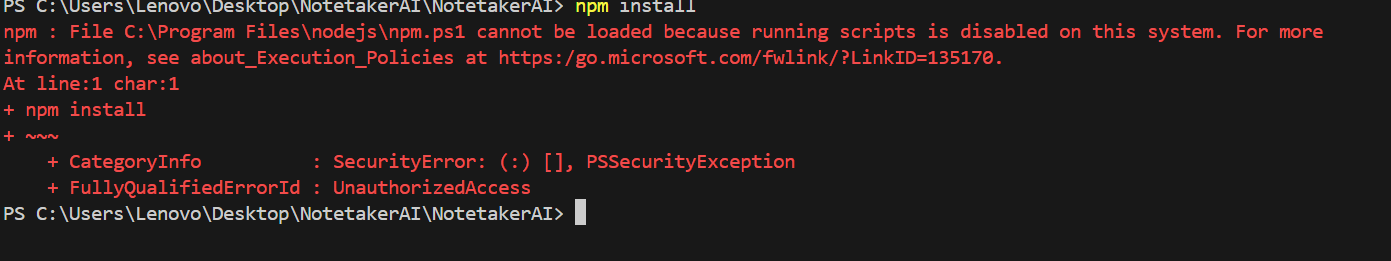 PS C:\Users\Lenovo\Desktop\NotetakerAI\NotetakerAI> npm install
npm : File C:\Program Files\nodejs\npm.ps1 cannot be loaded because running scripts is disabled on this system. For more
information, see about_Execution_Policies at https:/go.microsoft.com/fwlink/?LinkID=135170.
At line:1 char:1
+ npm install
+ ~~~
    + CategoryInfo          : SecurityError: (:) [], PSSecurityException
    + FullyQualifiedErrorId : UnauthorizedAccess
PS C:\Users\Lenovo\Desktop\NotetakerAI\NotetakerAI>